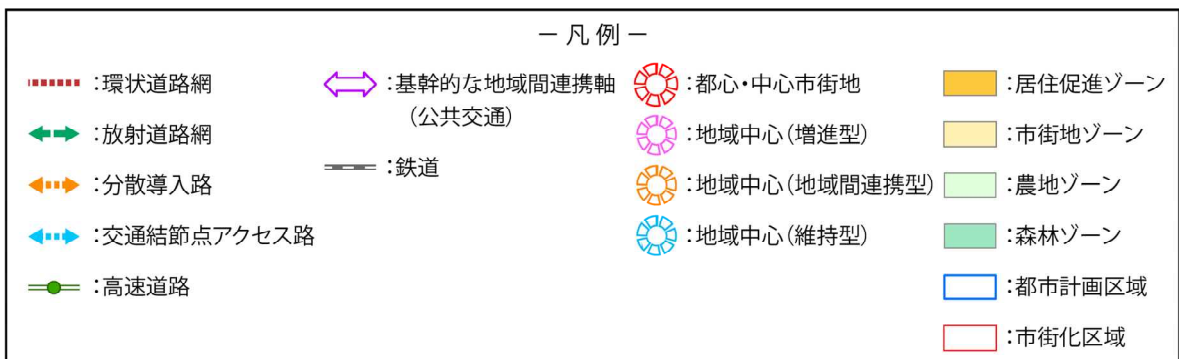 －凡例－
：環状道路網
：放射道路網
：分散導入路
：交通結節点アクセス路
：高速道路
：基幹的な地域間連携軸
（公共交通）
：鉄道
：都心・中心市街地
：地域中心（増進型）
：地域中心（地域間連携型）
：地域中心（維持型）
：居住促進ゾーン
：市街地ゾーン
：農地ゾーン
：森林ゾーン
：都市計画区域
：市街化区域